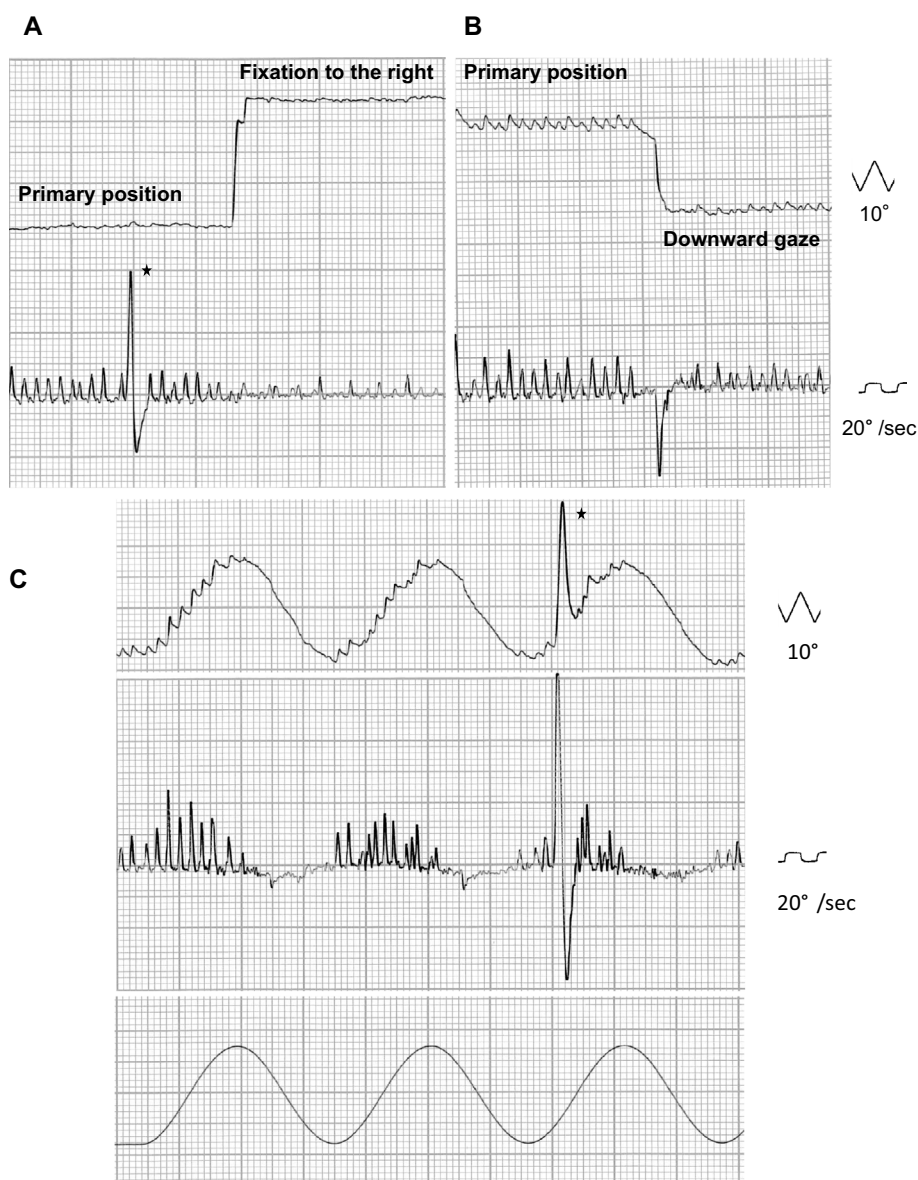 A
B
Fixation to the right
Primary position
Primary position
10°
Downward gaze
20° /sec
C
10°
20° /sec